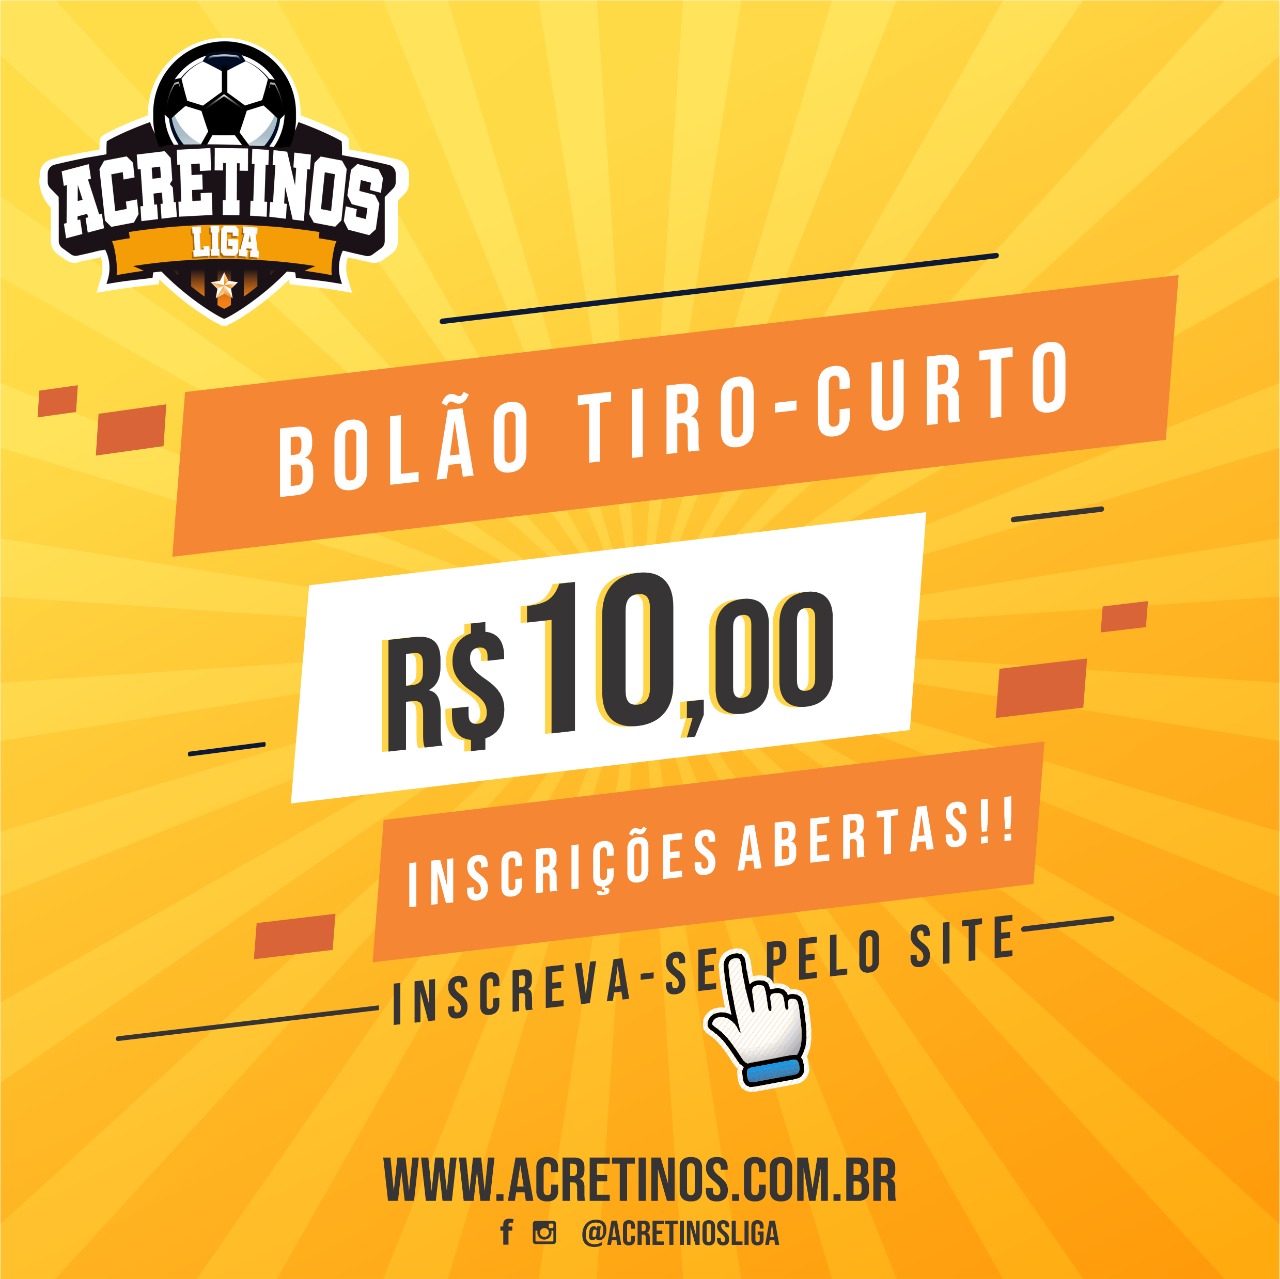 ACRETINOS
LIGA
BOLÃO TIRO-CURTO
R$10,00
INSCRIÇÕES ABERTAS!!
INSCREVA-SE PELO SITE
WWW.ACRETINOS.COM.BR
f @ACRETINOSLIGA